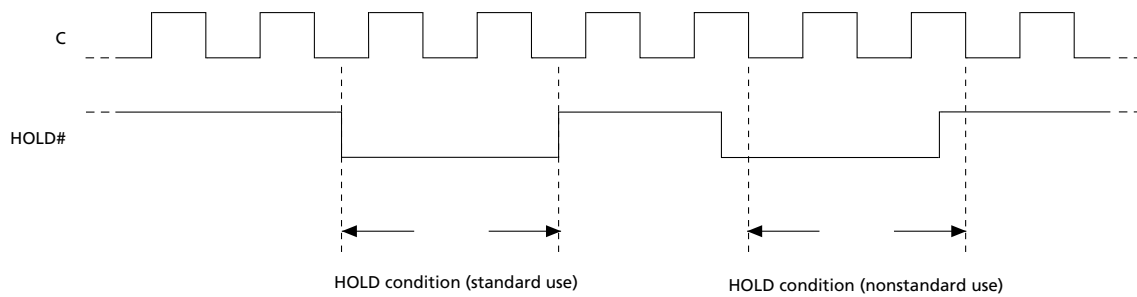 C
HOLD#
HOLD condition (standard use)
HOLD condition (nonstandard use)